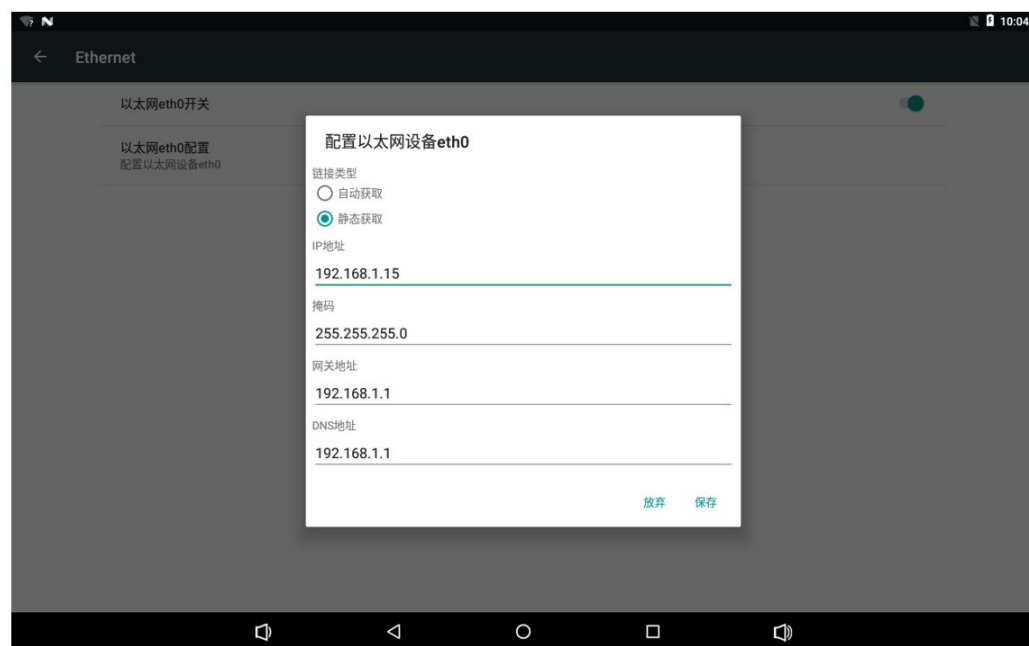 10:04
Ethernet
以太网eth0开关
以太网eth0配置
配置以太网设备eth0
配置以太网设备eth0
链接类型
自动获取
静态获取
IP地址
192.168.1.15
掩码
255.255.255.0
网关地址
192.168.1.1
DNS地址
192.168.1.1
放弃 保存